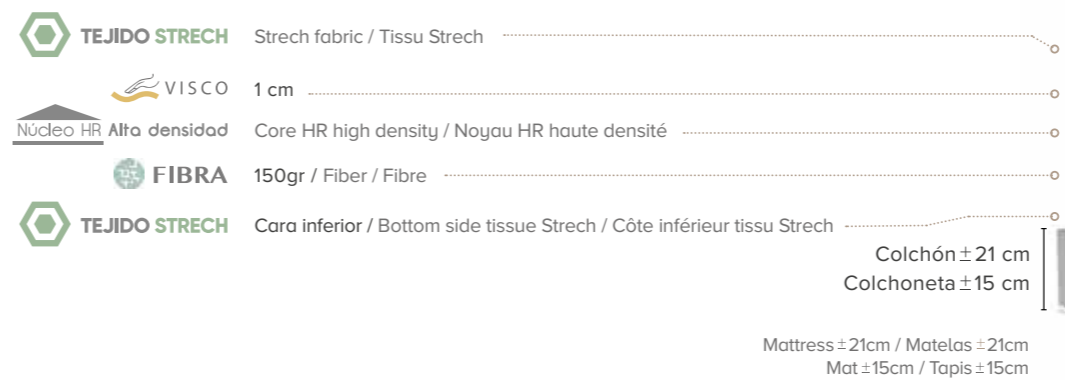 TEJIDO STRECH Strech fabric / Tissu Strech
VISCO 1 cm
Núcleo HR Alta densidad Core HR high density / Noyau HR haute densité
FIBRA 150gr / Fiber / Fibre
TEJIDO STRECH Cara inferior / Bottom side tissue Strech / Côte inférieur tissu Strech
Colchón ± 21 cm
Colchoneta ± 15 cm
Mattress ± 21cm / Matelas ± 21cm
Mat ± 15cm / Tapis ± 15cm